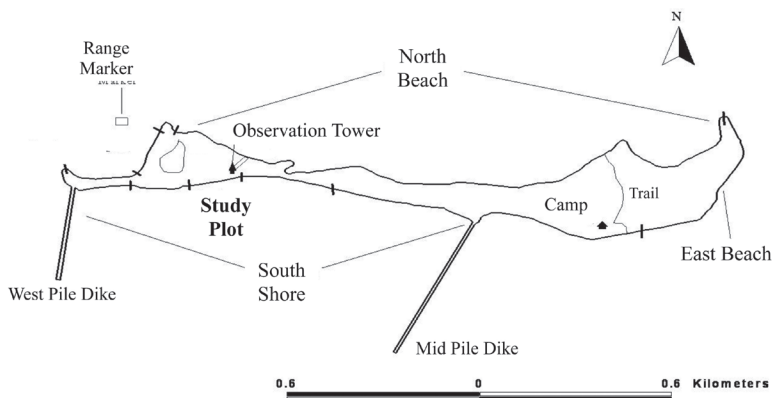 N
Range
Marker
North
Beach
Observation Tower
Study
Plot
Camp
Trail
East Beach
South
Shore
West Pile Dike
Mid Pile Dike
0.6 0 0.6 Kilometers